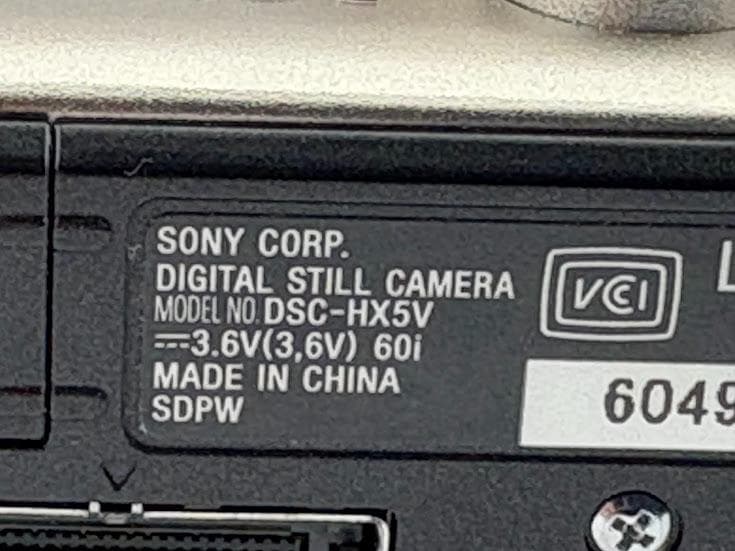 SONY CORP.
DIGITAL STILL CAMERA
MODEL NO. DSC-HX5V
⎓3.6V(3,6V) 60i
MADE IN CHINA
SDPW
VCCI
L
6049